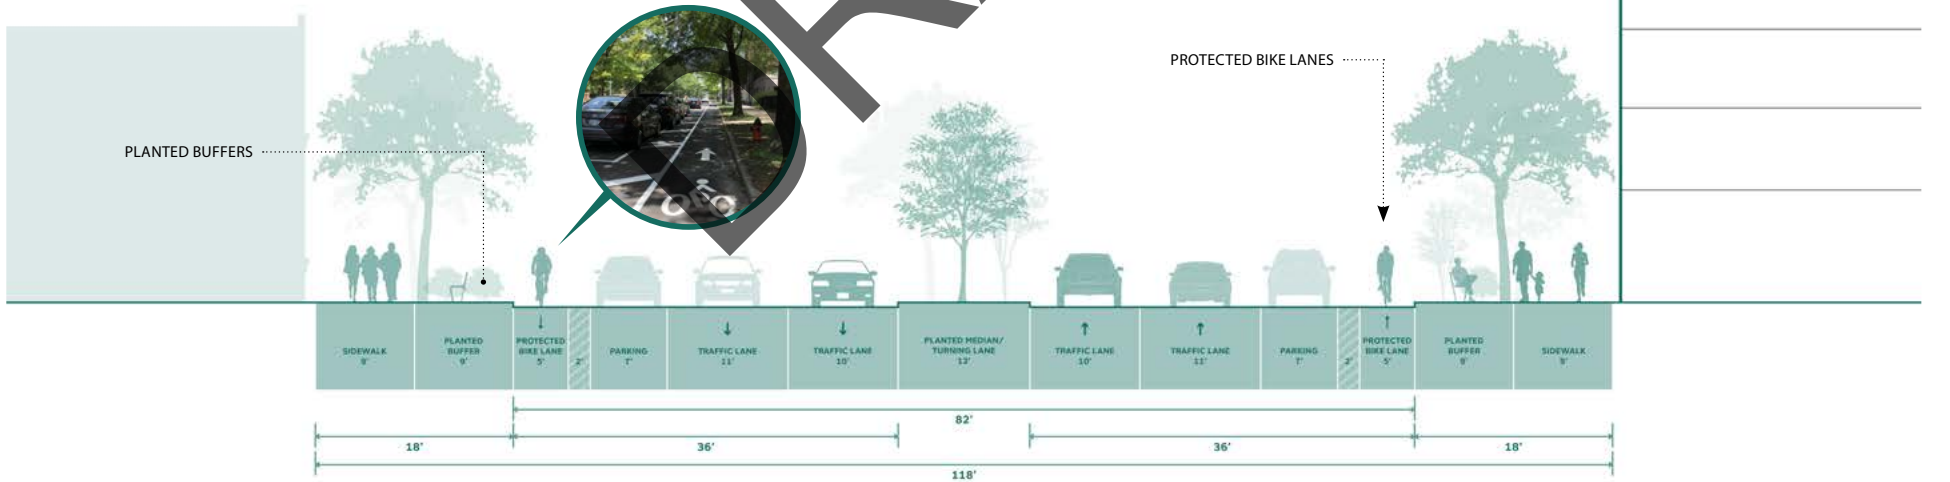 PROTECTED BIKE LANES
PLANTED BUFFERS
SIDEWALK
9'
PLANTED
BUFFER
9'
PROTECTED
BIKE LANE
5'
2'
PARKING
7'
TRAFFIC LANE
11'
TRAFFIC LANE
10'
PLANTED MEDIAN/
TURNING LANE
12'
TRAFFIC LANE
10'
TRAFFIC LANE
11'
PARKING
7'
2'
PROTECTED
BIKE LANE
5'
PLANTED
BUFFER
9'
SIDEWALK
9'
82'
18'
36'
36'
18'
118'